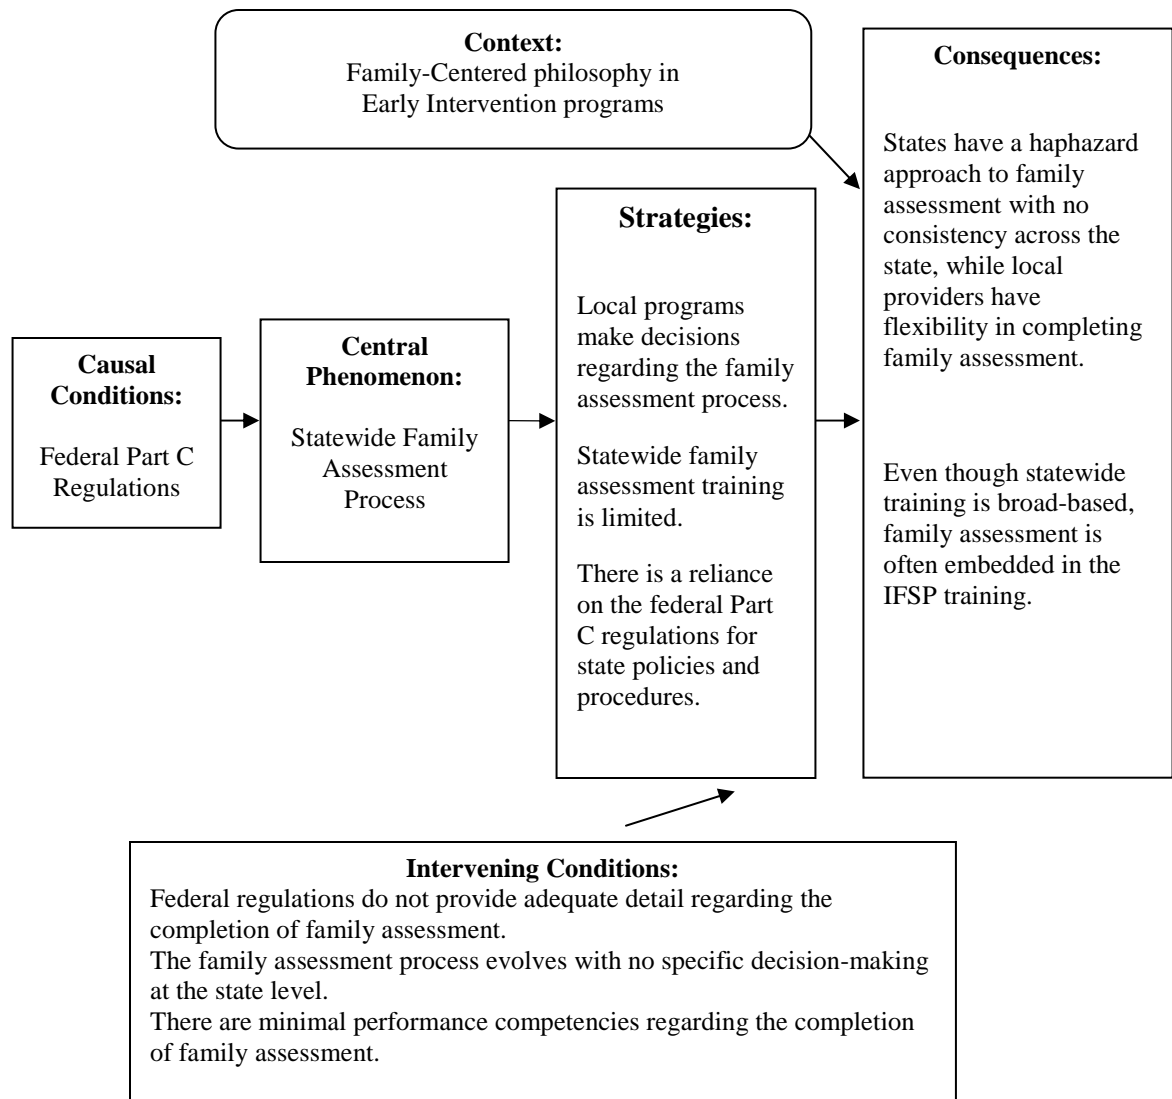 Context:
Family-Centered philosophy in
Early Intervention programs
Consequences:
States have a haphazard
approach to family
assessment with no
consistency across the
state, while local
providers have
flexibility in completing
family assessment.
Even though statewide
training is broad-based,
family assessment is
often embedded in the
IFSP training.
Strategies:
Local programs
make decisions
regarding the family
assessment process.
Statewide family
assessment training
is limited.
There is a reliance
on the federal Part
C regulations for
state policies and
procedures.
Central
Phenomenon:
Statewide Family
Assessment
Process
Causal
Conditions:
Federal Part C
Regulations
Intervening Conditions:
Federal regulations do not provide adequate detail regarding the
completion of family assessment.
The family assessment process evolves with no specific decision-making
at the state level.
There are minimal performance competencies regarding the completion
of family assessment.